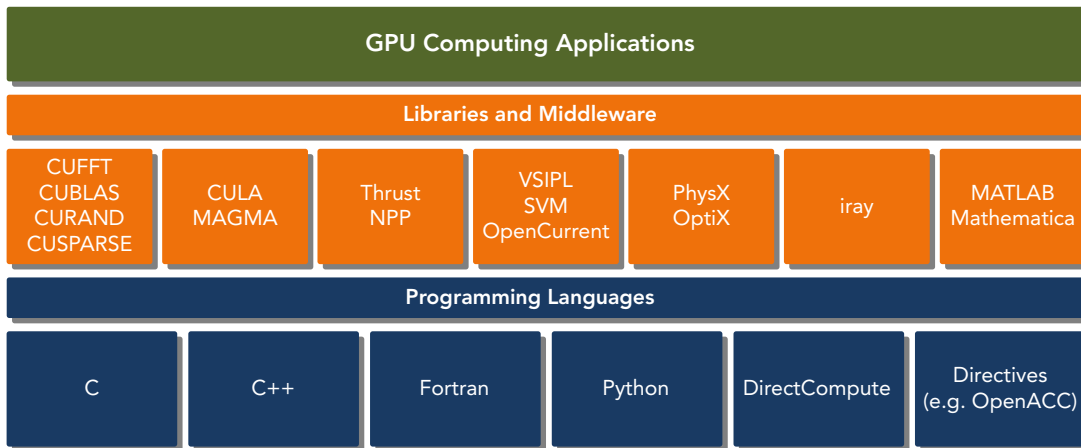 GPU Computing Applications
Libraries and Middleware
CUFFT
CUBLAS
CURAND
CUSPARSE
CULA
MAGMA
Thrust
NPP
VSIPL
SVM
OpenCurrent
PhysX
OptiX
iray
MATLAB
Mathematica
Programming Languages
C
C++
Fortran
Python
DirectCompute
Directives
(e.g. OpenACC)